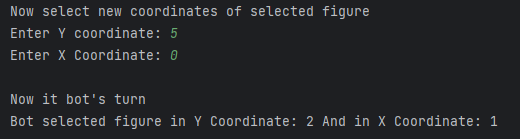 Now select new coordinates of selected figure
Enter Y coordinate: 5
Enter X Coordinate: 0
Now it bot's turn
Bot selected figure in Y Coordinate: 2 And in X Coordinate: 1